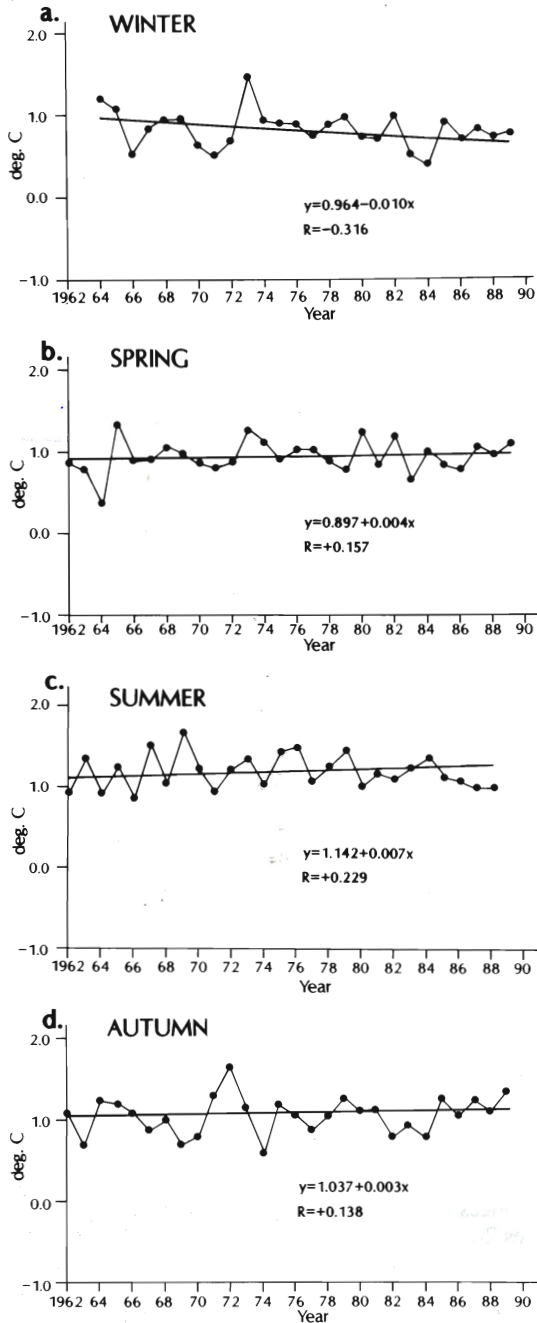 a. WINTER
2.0
1.0
0.0
−1.0
deg. C
y=0.964−0.010x
R=−0.316
1962 64 66 68 70 72 74 76 78 80 82 84 86 88 90
Year
b. SPRING
2.0
1.0
0.0
−1.0
deg. C
y=0.897+0.004x
R=+0.157
1962 64 66 68 70 72 74 76 78 80 82 84 86 88 90
Year
c. SUMMER
2.0
1.0
0.0
−1.0
deg. C
y=1.142+0.007x
R=+0.229
1962 64 66 68 70 72 74 76 78 80 82 84 86 88 90
Year
d. AUTUMN
2.0
1.0
0.0
−1.0
deg. C
y=1.037+0.003x
R=+0.138
1962 64 66 68 70 72 74 76 78 80 82 84 86 88 90
Year